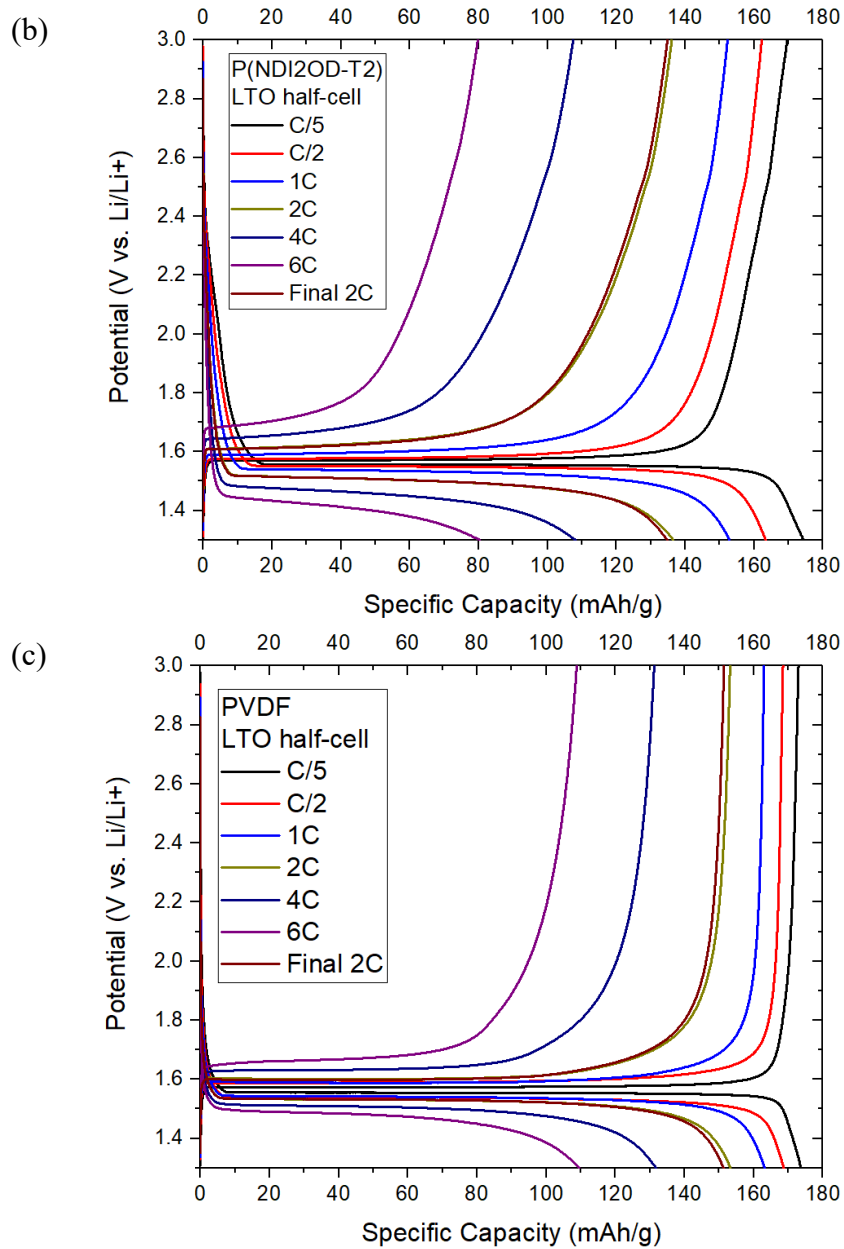 (b)
0 20 40 60 80 100 120 140 160 180
3.0
2.8
2.6
2.4
2.2
2.0
1.8
1.6
1.4
Potential (V vs. Li/Li+)
P(NDI2OD-T2)
LTO half-cell
C/5
C/2
1C
2C
4C
6C
Final 2C
0 20 40 60 80 100 120 140 160 180
Specific Capacity (mAh/g)
(c)
0 20 40 60 80 100 120 140 160 180
3.0
2.8
2.6
2.4
2.2
2.0
1.8
1.6
1.4
Potential (V vs. Li/Li+)
PVDF
LTO half-cell
C/5
C/2
1C
2C
4C
6C
Final 2C
0 20 40 60 80 100 120 140 160 180
Specific Capacity (mAh/g)